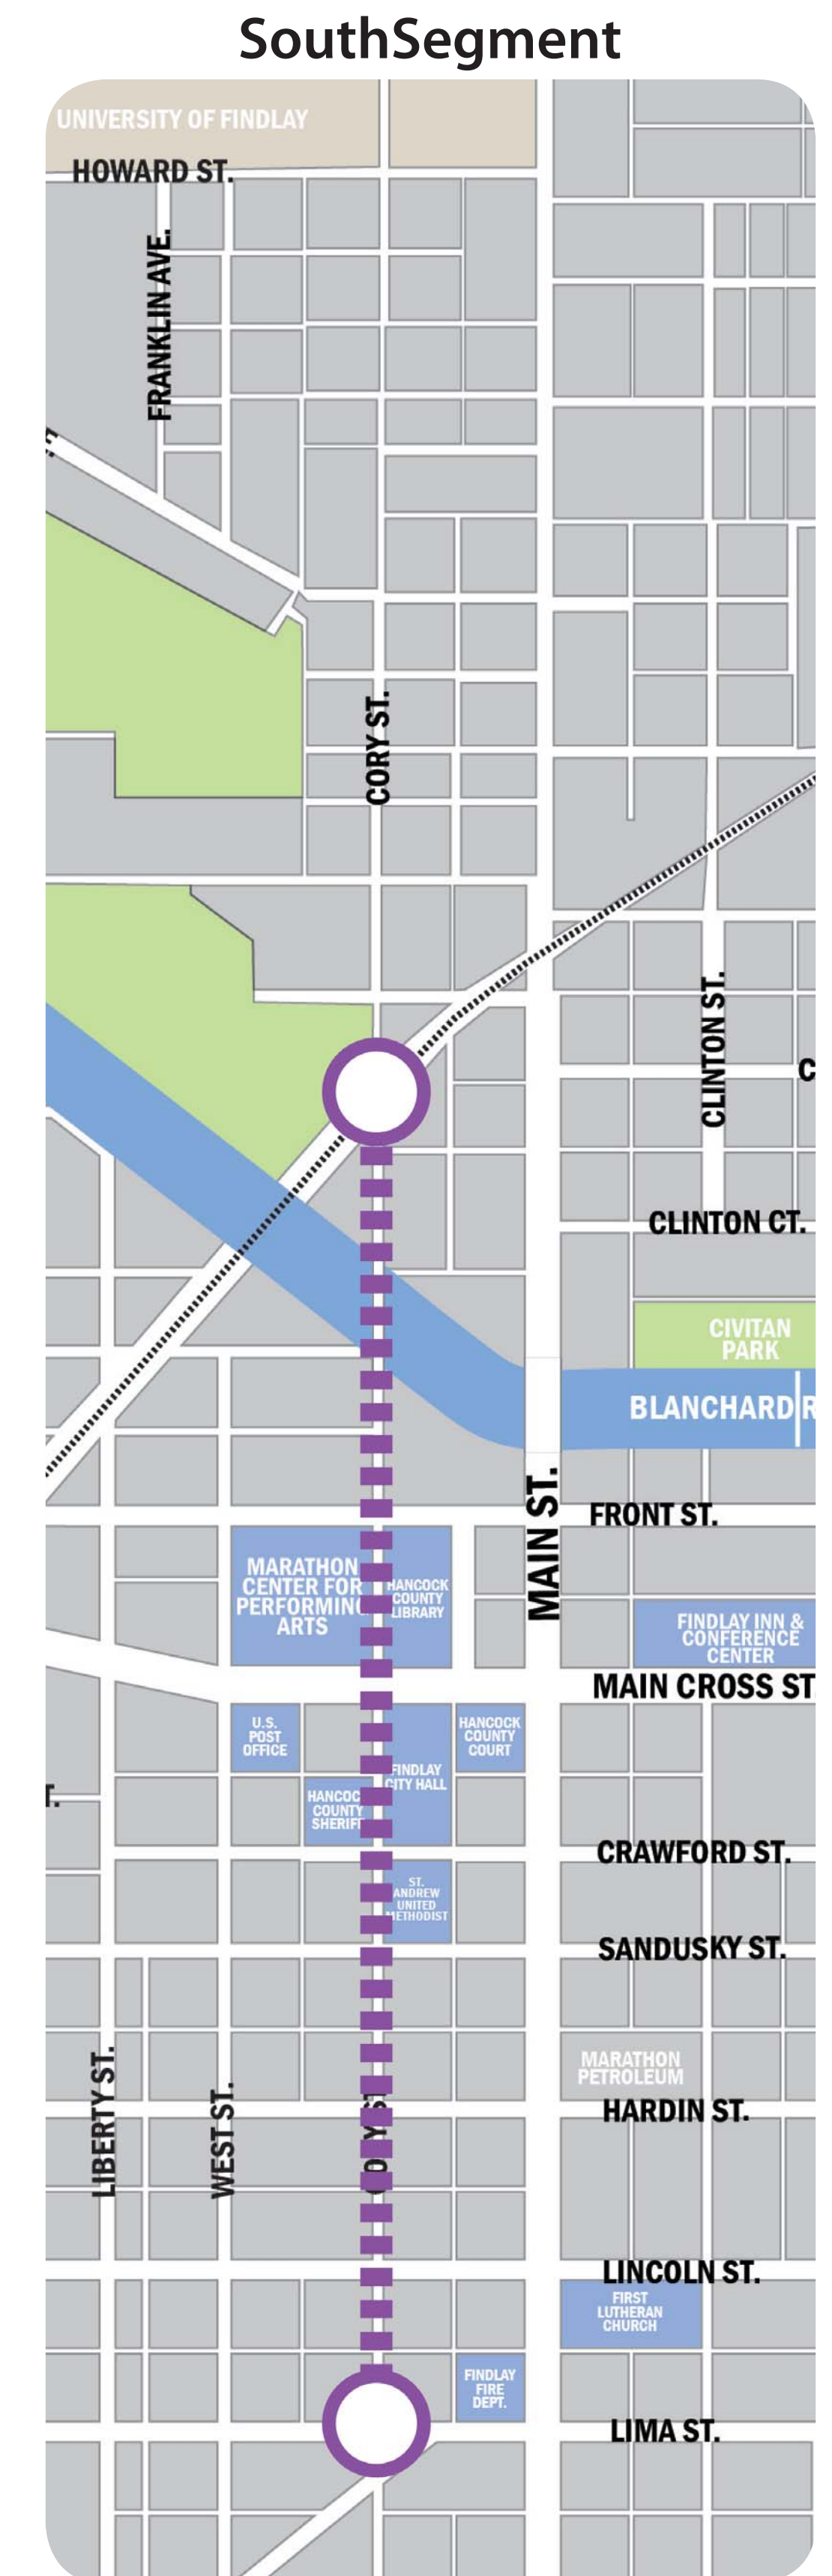 SouthSegment
UNIVERSITY OF FINDLAY
HOWARD ST.
FRANKLIN AVE.
CORY ST.
CLINTON ST.
C
CLINTON CT.
CIVITAN
PARK
BLANCHARD R
MAIN ST.
FRONT ST.
MARATHON
CENTER FOR
PERFORMING
ARTS
HANCOCK
COUNTY
LIBRARY
FINDLAY INN &
CONFERENCE
CENTER
MAIN CROSS ST.
U.S.
POST
OFFICE
HANCOCK
COUNTY
COURT
FINDLAY
CITY HALL
HANCOCK
COUNTY
SHERIFF
T.
CRAWFORD ST.
ST.
ANDREW
UNITED
METHODIST
SANDUSKY ST.
MARATHON
PETROLEUM
LIBERTY ST.
WEST ST.
CORY ST
HARDIN ST.
LINCOLN ST.
FIRST
LUTHERAN
CHURCH
FINDLAY
FIRE
DEPT.
LIMA ST.